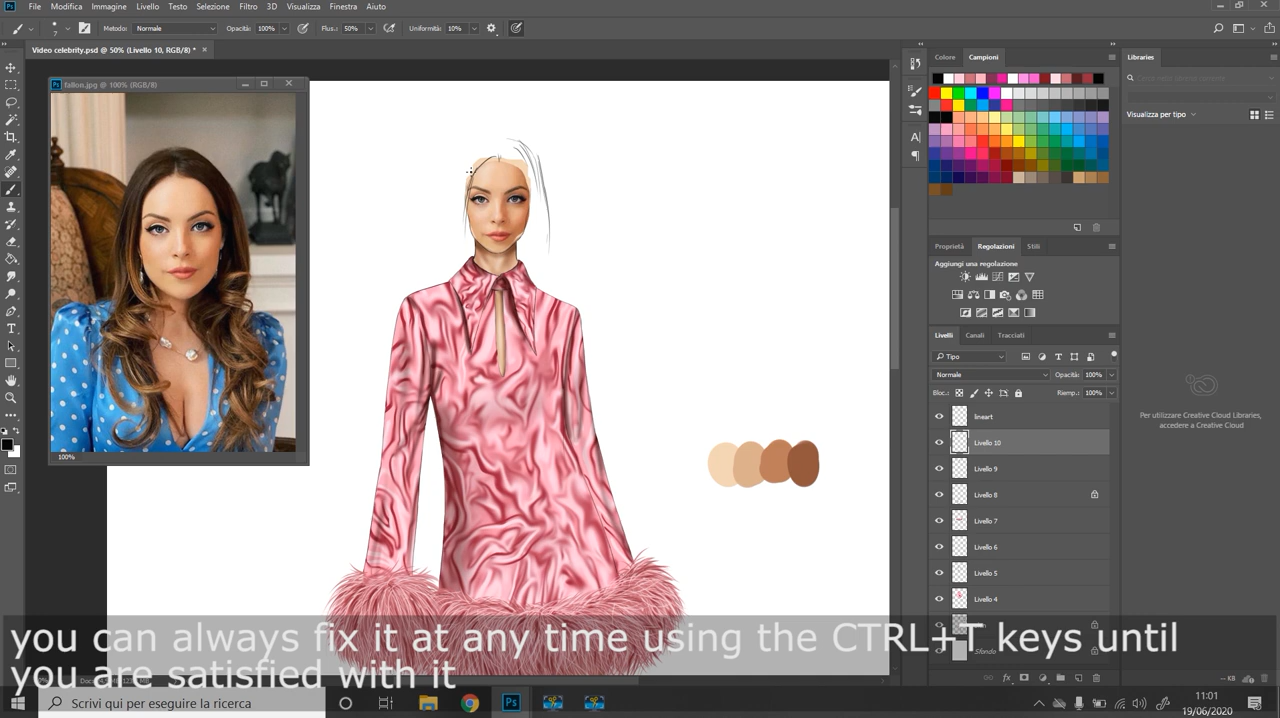 File Modifica Immagine Livello Testo Selezione Filtro 3D Visualizza Finestra Aiuto
Metodo: Normale Opacità: 100% Flus.: 50% Uniformità: 10%
Video celebrity.psd @ 50% (Livello 10, RGB/8) *
fallon.jpg @ 100% (RGB/8)
100%
Colore Campioni
Libraries
Visualizza per tipo
Proprietà Regolazioni Stili
Aggiungi una regolazione
Livelli Canali Tracciati
Tipo
Normale Opacità: 100%
Bloc.: Riemp.: 100%
lineart
Livello 10
Livello 9
Livello 8
Livello 7
Livello 6
Livello 5
Livello 4
Sfondo
Per utilizzare Creative Cloud Libraries,
accedere a Creative Cloud
-- KB
you can always fix it at any time using the CTRL+T keys until
you are satisfied with it
Scrivi qui per eseguire la ricerca
11:01
19/06/2020